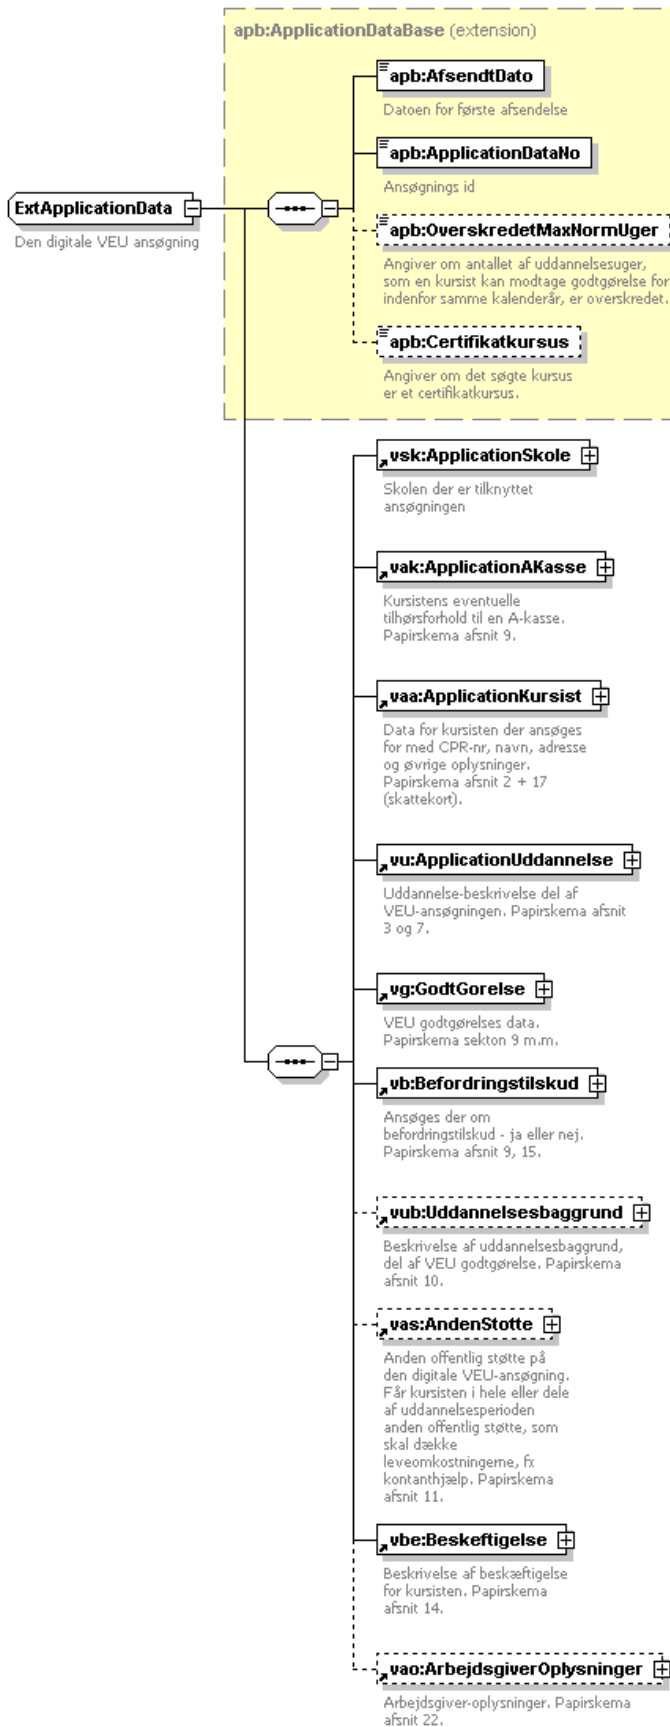 apb:ApplicationDataBase (extension)
apb:AfsendtDato
Datoen for første afsendelse
apb:ApplicationDataNo
Ansøgnings id
ExtApplicationData
Den digitale VEU ansøgning
apb:OverskredetMaxNormUger
Angiver om antallet af uddannelsesuger,
som en kursist kan modtage godtgørelse for
indenfor samme kalenderår, er overskredet.
apb:Certifikatkursus
Angiver om det søgte kursus
er et certifikatkursus.
vsk:ApplicationSkole
Skolen der er tilknyttet
ansøgningen
vak:ApplicationAKasse
Kursistens eventuelle
tilhørsforhold til en A-kasse.
Papirskema afsnit 9.
vaa:ApplicationKursist
Data for kursisten der ansøges
for med CPR-nr, navn, adresse
og øvrige oplysninger.
Papirskema afsnit 2 + 17
(skattekort).
vu:ApplicationUddannelse
Uddannelse-beskrivelse del af
VEU-ansøgningen. Papirskema afsnit
3 og 7.
vg:GodtGorelse
VEU godtgørelses data.
Papirskema sekton 9 m.m.
vb:Befordringstilskud
Ansøges der om
befordringstilskud - ja eller nej.
Papirskema afsnit 9, 15.
vub:Uddannelsesbaggrund
Beskrivelse af uddannelsesbaggrund,
del af VEU godtgørelse. Papirskema
afsnit 10.
vas:AndenStotte
Anden offentlig støtte på
den digitale VEU-ansøgning.
Får kursisten i hele eller dele
af uddannelsesperioden
anden offentlig støtte, som
skal dække
leveomkostningerne, fx
kontanthjælp. Papirskema
afsnit 11.
vbe:Beskeftigelse
Beskrivelse af beskæftigelse
for kursisten. Papirskema
afsnit 14.
vao:ArbejdsgiverOplysninger
Arbejdsgiver-oplysninger. Papirskema
afsnit 22.